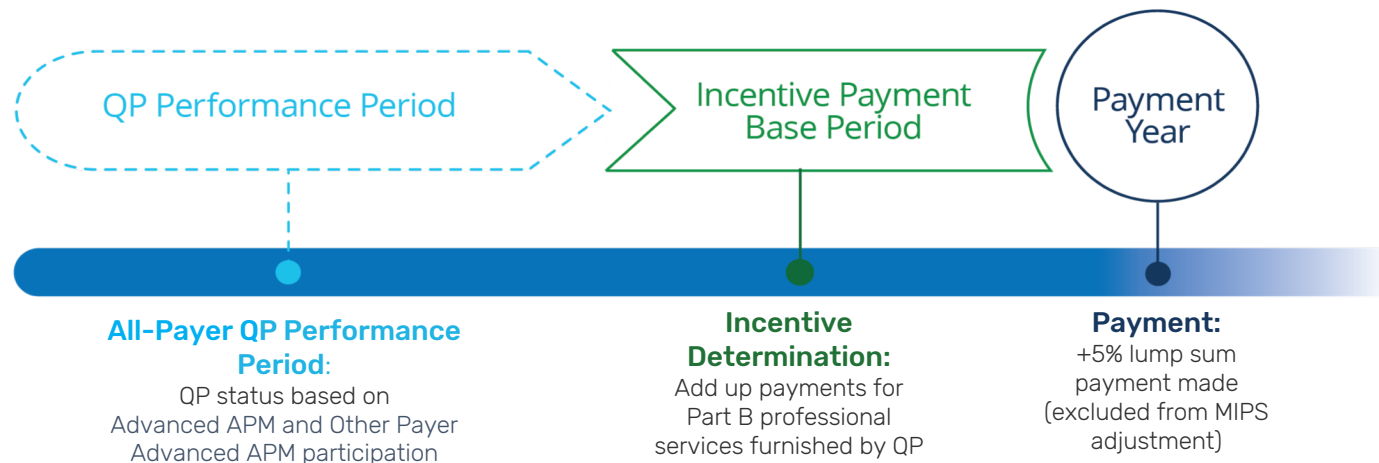 QP Performance Period
Incentive Payment
Base Period
Payment
Year
All-Payer QP Performance
Period:
QP status based on
Advanced APM and Other Payer
Advanced APM participation
Incentive
Determination:
Add up payments for
Part B professional
services furnished by QP
Payment:
+5% lump sum
payment made
(excluded from MIPS
adjustment)